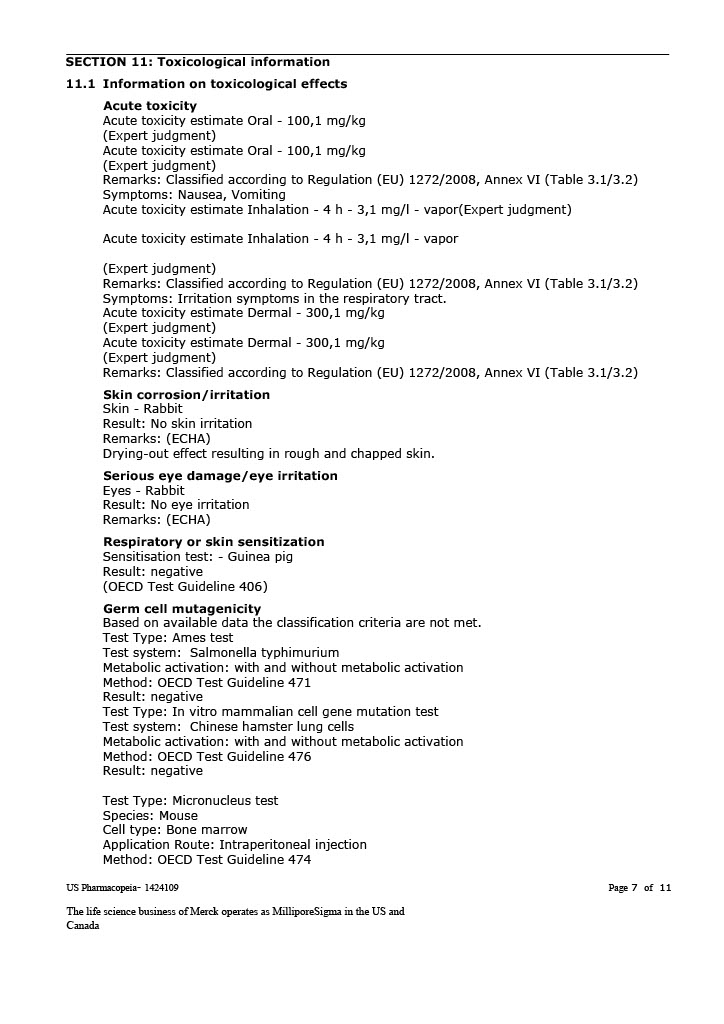 SECTION 11: Toxicological information
11.1 Information on toxicological effects
Acute toxicity
Acute toxicity estimate Oral - 100,1 mg/kg
(Expert judgment)
Acute toxicity estimate Oral - 100,1 mg/kg
(Expert judgment)
Remarks: Classified according to Regulation (EU) 1272/2008, Annex VI (Table 3.1/3.2)
Symptoms: Nausea, Vomiting
Acute toxicity estimate Inhalation - 4 h - 3,1 mg/l - vapor(Expert judgment)
Acute toxicity estimate Inhalation - 4 h - 3,1 mg/l - vapor
(Expert judgment)
Remarks: Classified according to Regulation (EU) 1272/2008, Annex VI (Table 3.1/3.2)
Symptoms: Irritation symptoms in the respiratory tract.
Acute toxicity estimate Dermal - 300,1 mg/kg
(Expert judgment)
Acute toxicity estimate Dermal - 300,1 mg/kg
(Expert judgment)
Remarks: Classified according to Regulation (EU) 1272/2008, Annex VI (Table 3.1/3.2)
Skin corrosion/irritation
Skin - Rabbit
Result: No skin irritation
Remarks: (ECHA)
Drying-out effect resulting in rough and chapped skin.
Serious eye damage/eye irritation
Eyes - Rabbit
Result: No eye irritation
Remarks: (ECHA)
Respiratory or skin sensitization
Sensitisation test: - Guinea pig
Result: negative
(OECD Test Guideline 406)
Germ cell mutagenicity
Based on available data the classification criteria are not met.
Test Type: Ames test
Test system: Salmonella typhimurium
Metabolic activation: with and without metabolic activation
Method: OECD Test Guideline 471
Result: negative
Test Type: In vitro mammalian cell gene mutation test
Test system: Chinese hamster lung cells
Metabolic activation: with and without metabolic activation
Method: OECD Test Guideline 476
Result: negative
Test Type: Micronucleus test
Species: Mouse
Cell type: Bone marrow
Application Route: Intraperitoneal injection
Method: OECD Test Guideline 474
US Pharmacopeia- 1424109 Page 7 of 11
The life science business of Merck operates as MilliporeSigma in the US and
Canada